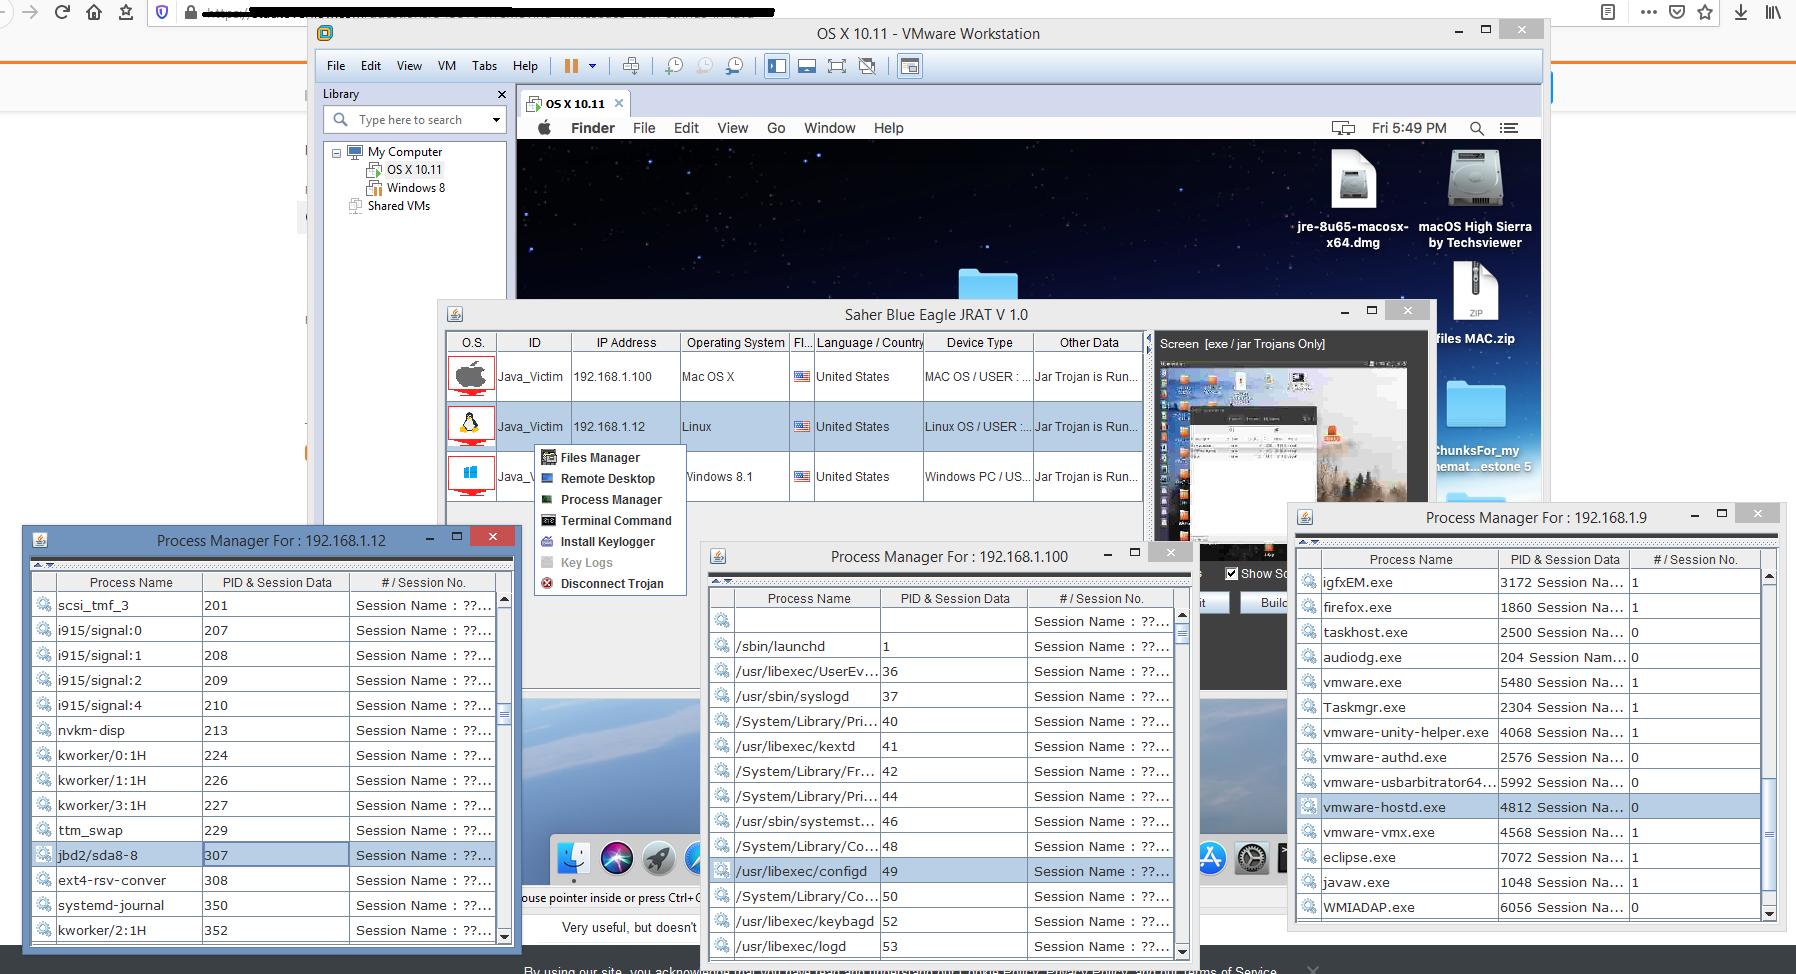 OS X 10.11 - VMware Workstation
File Edit View VM Tabs Help
Library
OS X 10.11
Type here to search
Finder File Edit View Go Window Help Fri 5:49 PM
My Computer
OS X 10.11
Windows 8
Shared VMs
jre-8u65-macosx-
x64.dmg
macOS High Sierra
by Techsviewer
ZIP
files MAC.zip
ChunksFor_my
nemat...estone 5
Saher Blue Eagle JRAT V 1.0
O.S. ID IP Address Operating System Fl... Language / Country Device Type Other Data
Java_Victim 192.168.1.100 Mac OS X United States MAC OS / USER : ... Jar Trojan is Run...
Java_Victim 192.168.1.12 Linux United States Linux OS / USER :... Jar Trojan is Run...
Java_V Windows 8.1 United States Windows PC / US... Jar Trojan is Run...
Screen [exe / jar Trojans Only]
Files Manager
Remote Desktop
Process Manager
Terminal Command
Install Keylogger
Key Logs
Disconnect Trojan
Show Sc
it Build
Process Manager For : 192.168.1.12
Process Name PID & Session Data # / Session No.
scsi_tmf_3 201 Session Name : ??...
i915/signal:0 207 Session Name : ??...
i915/signal:1 208 Session Name : ??...
i915/signal:2 209 Session Name : ??...
i915/signal:4 210 Session Name : ??...
nvkm-disp 213 Session Name : ??...
kworker/0:1H 224 Session Name : ??...
kworker/1:1H 226 Session Name : ??...
kworker/3:1H 227 Session Name : ??...
ttm_swap 229 Session Name : ??...
jbd2/sda8-8 307 Session Name : ??...
ext4-rsv-conver 308 Session Name : ??...
systemd-journal 350 Session Name : ??...
kworker/2:1H 352 Session Name : ??...
Process Manager For : 192.168.1.100
Process Name PID & Session Data # / Session No.
Session Name : ??...
/sbin/launchd 1 Session Name : ??...
/usr/libexec/UserEv... 36 Session Name : ??...
/usr/sbin/syslogd 37 Session Name : ??...
/System/Library/Pri... 40 Session Name : ??...
/usr/libexec/kextd 41 Session Name : ??...
/System/Library/Fr... 42 Session Name : ??...
/System/Library/Pri... 44 Session Name : ??...
/usr/sbin/systemst... 46 Session Name : ??...
/System/Library/Co... 48 Session Name : ??...
/usr/libexec/configd 49 Session Name : ??...
/System/Library/Co... 50 Session Name : ??...
/usr/libexec/keybagd 52 Session Name : ??...
/usr/libexec/logd 53 Session Name : ??...
Process Manager For : 192.168.1.9
Process Name PID & Session Data # / Session No.
igfxEM.exe 3172 Session Na... 1
firefox.exe 1860 Session Na... 1
taskhost.exe 2500 Session Na... 0
audiodg.exe 204 Session Nam... 0
vmware.exe 5480 Session Na... 1
Taskmgr.exe 2304 Session Na... 1
vmware-unity-helper.exe 4068 Session Na... 1
vmware-authd.exe 2576 Session Na... 0
vmware-usbarbitrator64... 5992 Session Na... 0
vmware-hostd.exe 4812 Session Na... 0
vmware-vmx.exe 4568 Session Na... 1
eclipse.exe 7072 Session Na... 1
javaw.exe 1048 Session Na... 1
WMIADAP.exe 6056 Session Na... 0
ouse pointer inside or press Ctrl+G
Very useful, but doesn't
By using our site, you acknowledge that you have read and understand our Cookie Policy, Privacy Policy, and our Terms of Service.